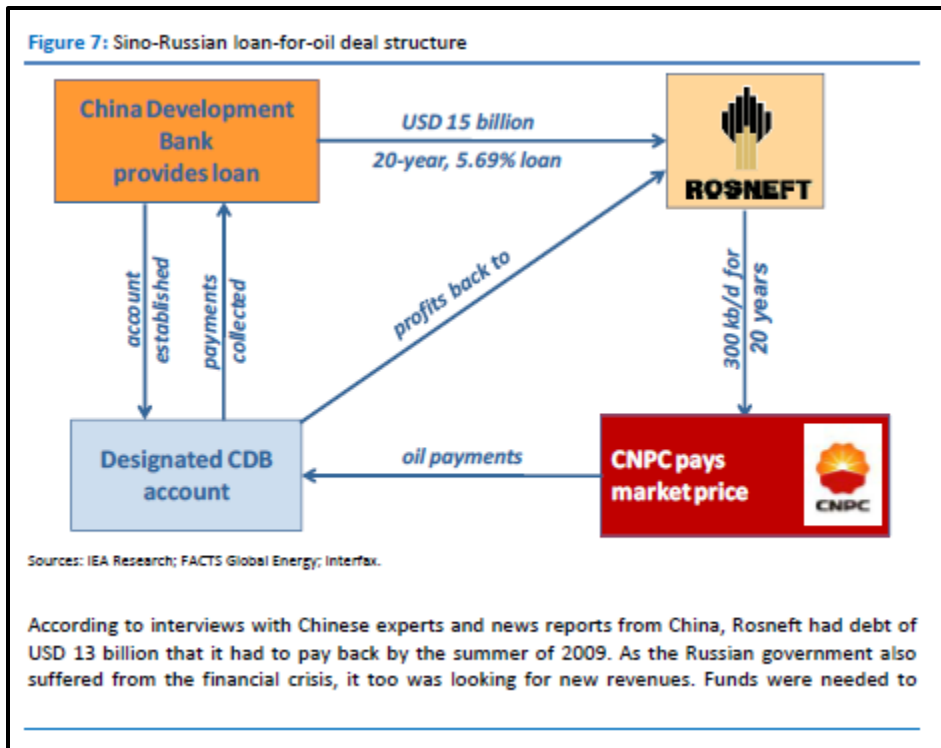 Figure 7: Sino-Russian loan-for-oil deal structure
China Development
Bank
provides loan
USD 15 billion
20-year, 5.69% loan
ROSNEFT
account
established
payments
collected
profits back to
300 kb/d for
20 years
Designated CDB
account
oil payments
CNPC pays
market price
CNPC
Sources: IEA Research; FACTS Global Energy; Interfax.
According to interviews with Chinese experts and news reports from China, Rosneft had debt of
USD 13 billion that it had to pay back by the summer of 2009. As the Russian government also
suffered from the financial crisis, it too was looking for new revenues. Funds were needed to